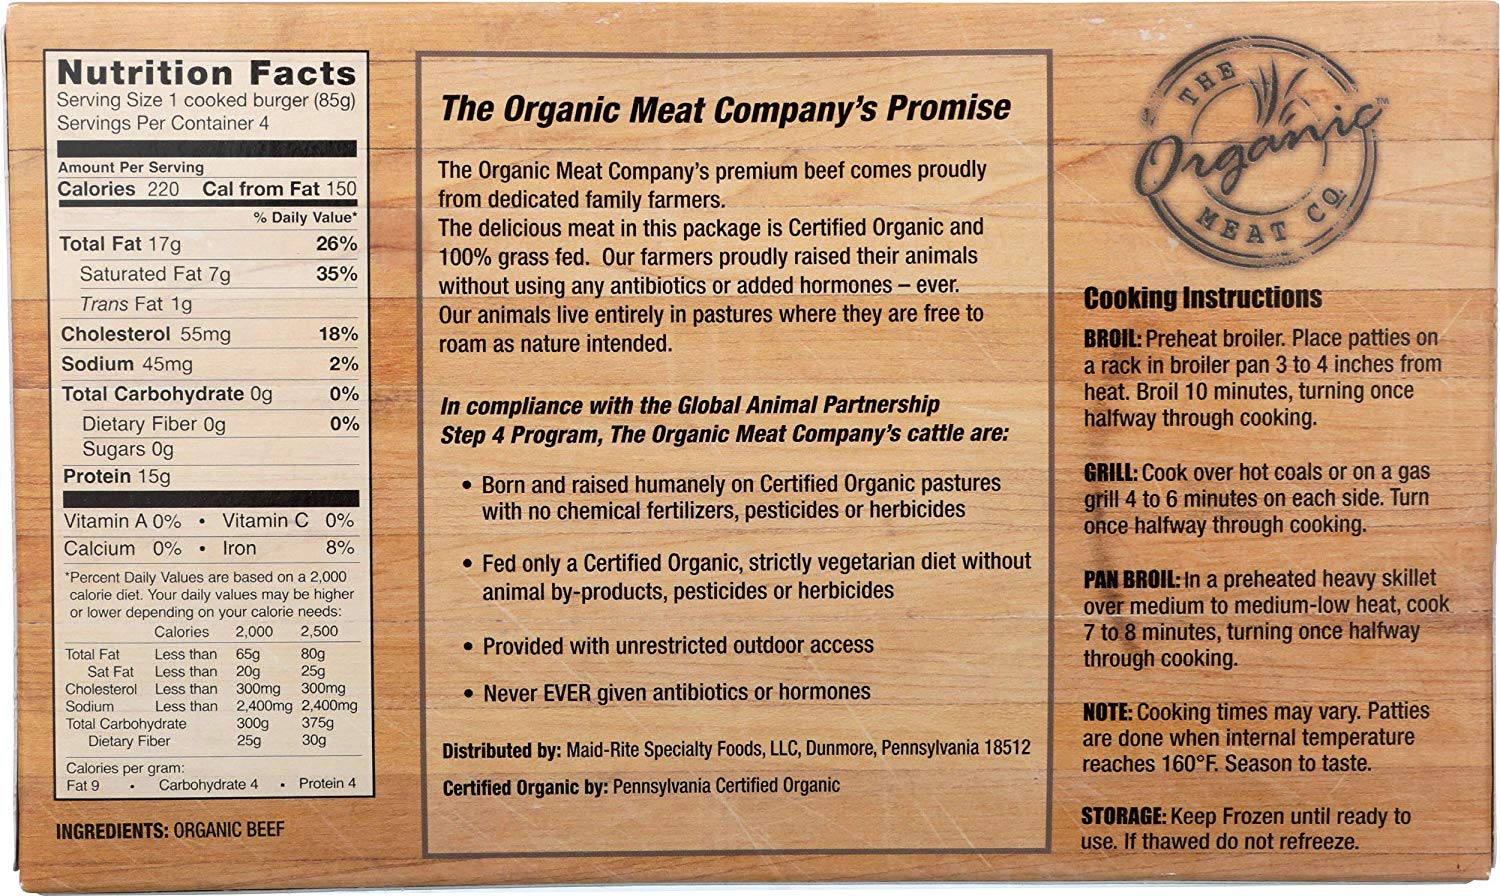 Nutrition Facts
Serving Size 1 cooked burger (85g)
Servings Per Container 4
Amount Per Serving
Calories 220 Cal from Fat 150
% Daily Value*
Total Fat 17g 26%
Saturated Fat 7g 35%
Trans Fat 1g
Cholesterol 55mg 18%
Sodium 45mg 2%
Total Carbohydrate 0g 0%
Dietary Fiber 0g 0%
Sugars 0g
Protein 15g
Vitamin A 0% • Vitamin C 0%
Calcium 0% • Iron 8%
*Percent Daily Values are based on a 2,000
calorie diet. Your daily values may be higher
or lower depending on your calorie needs:
Calories 2,000 2,500
Total Fat Less than 65g 80g
Sat Fat Less than 20g 25g
Cholesterol Less than 300mg 300mg
Sodium Less than 2,400mg 2,400mg
Total Carbohydrate 300g 375g
Dietary Fiber 25g 30g
Calories per gram:
Fat 9 • Carbohydrate 4 • Protein 4
INGREDIENTS: ORGANIC BEEF
The Organic Meat Company's Promise
The Organic Meat Company's premium beef comes proudly
from dedicated family farmers.
The delicious meat in this package is Certified Organic and
100% grass fed. Our farmers proudly raised their animals
without using any antibiotics or added hormones – ever.
Our animals live entirely in pastures where they are free to
roam as nature intended.
In compliance with the Global Animal Partnership
Step 4 Program, The Organic Meat Company's cattle are:
• Born and raised humanely on Certified Organic pastures
with no chemical fertilizers, pesticides or herbicides
• Fed only a Certified Organic, strictly vegetarian diet without
animal by-products, pesticides or herbicides
• Provided with unrestricted outdoor access
• Never EVER given antibiotics or hormones
Distributed by: Maid-Rite Specialty Foods, LLC, Dunmore, Pennsylvania 18512
Certified Organic by: Pennsylvania Certified Organic
THE
Organic™
MEAT CO.
Cooking Instructions
BROIL: Preheat broiler. Place patties on
a rack in broiler pan 3 to 4 inches from
heat. Broil 10 minutes, turning once
halfway through cooking.
GRILL: Cook over hot coals or on a gas
grill 4 to 6 minutes on each side. Turn
once halfway through cooking.
PAN BROIL: In a preheated heavy skillet
over medium to medium-low heat, cook
7 to 8 minutes, turning once halfway
through cooking.
NOTE: Cooking times may vary. Patties
are done when internal temperature
reaches 160°F. Season to taste.
STORAGE: Keep Frozen until ready to
use. If thawed do not refreeze.